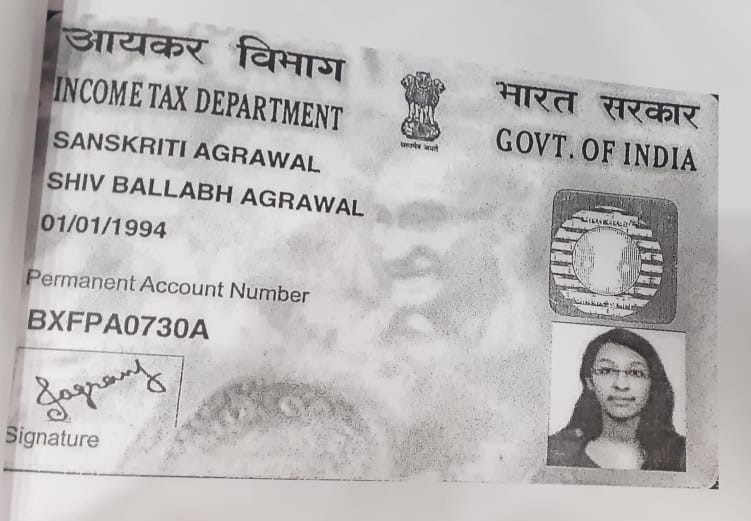 आयकर विभाग
INCOME TAX DEPARTMENT
भारत सरकार
GOVT. OF INDIA
सत्यमेव जयते
SANSKRITI AGRAWAL
SHIV BALLABH AGRAWAL
01/01/1994
Permanent Account Number
BXFPA0730A
Signature